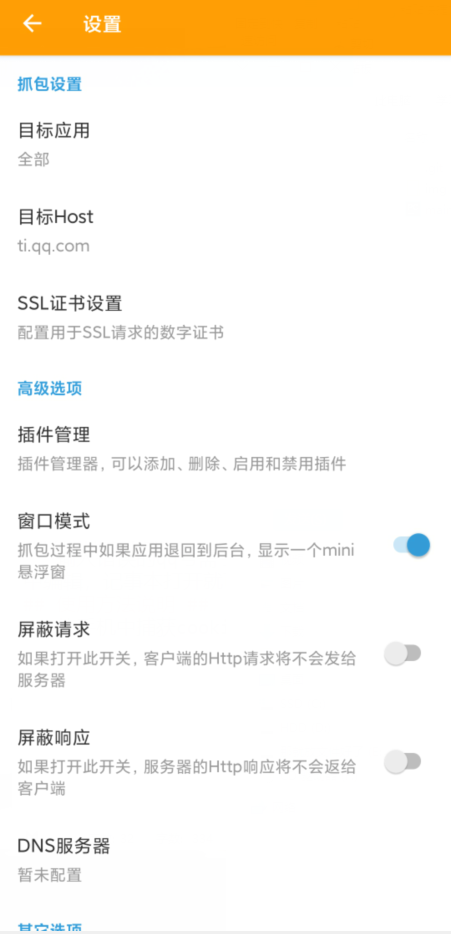 设置
抓包设置
目标应用
全部
目标Host
ti.qq.com
SSL证书设置
配置用于SSL请求的数字证书
高级选项
插件管理
插件管理器，可以添加、删除、启用和禁用插件
窗口模式
抓包过程中如果应用退回到后台，显示一个mini
悬浮窗
屏蔽请求
如果打开此开关，客户端的Http请求将不会发给
服务器
屏蔽响应
如果打开此开关，服务器的Http响应将不会返给
客户端
DNS服务器
暂未配置
其它选项